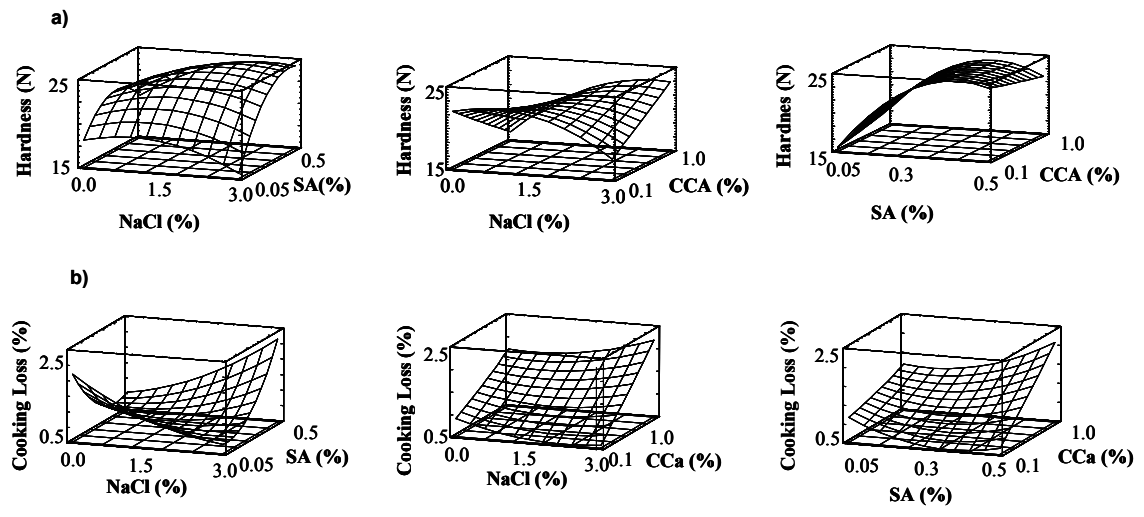 a)
Hardness (N)
25
15
0.0
1.5
3.0
0.05
0.5
SA(%)
NaCl (%)
Hardness (N)
25
15
0.0
1.5
3.0
0.1
1.0
CCA (%)
NaCl (%)
Hardnes (N)
25
15
0.05
0.3
0.5
0.1
1.0
CCA (%)
SA (%)
b)
Cooking Loss (%)
2.5
0.5
0.0
1.5
3.0
0.05
0.5
SA (%)
NaCl (%)
Cooking Loss (%)
2.5
0.5
0.0
1.5
3.0
0.1
1.0
CCa (%)
NaCl (%)
Cooking Loss (%)
2.5
0.5
0.05
0.3
0.5
0.1
1.0
CCa (%)
SA (%)